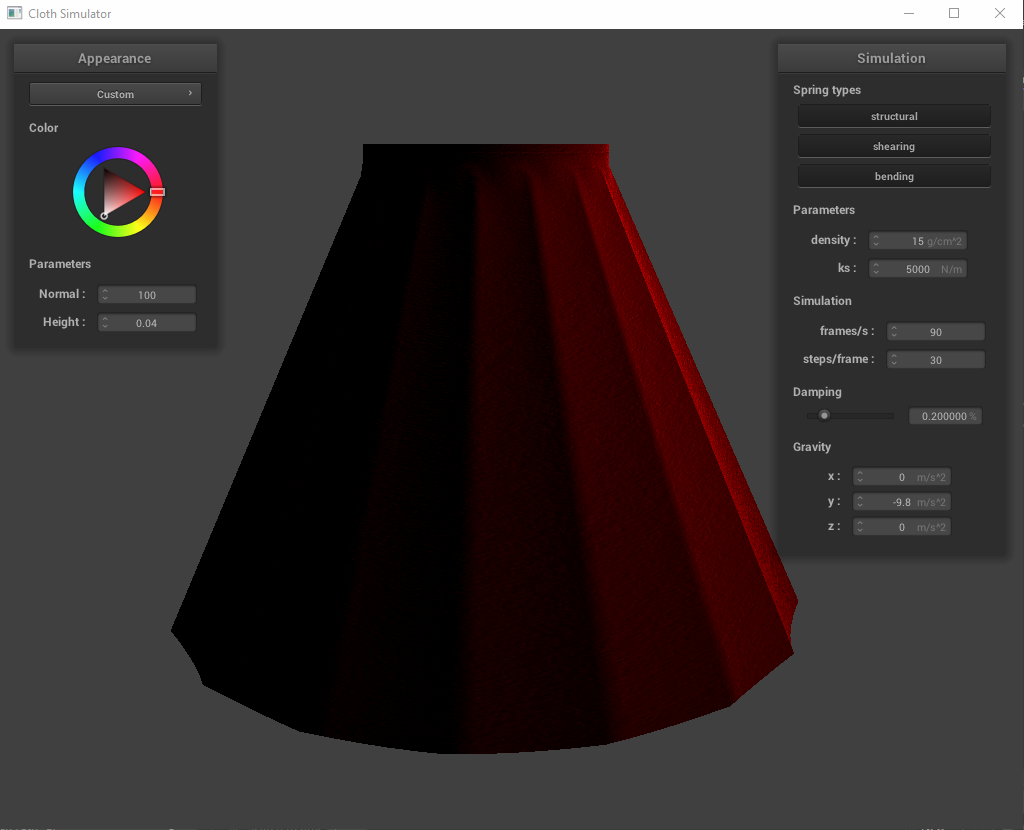 Cloth Simulator
Appearance
Custom
Color
Parameters
Normal : 100
Height : 0.04
Simulation
Spring types
structural
shearing
bending
Parameters
density : 15 g/cm^2
ks : 5000 N/m
Simulation
frames/s : 90
steps/frame : 30
Damping
0.200000 %
Gravity
x : 0 m/s^2
y : -9.8 m/s^2
z : 0 m/s^2